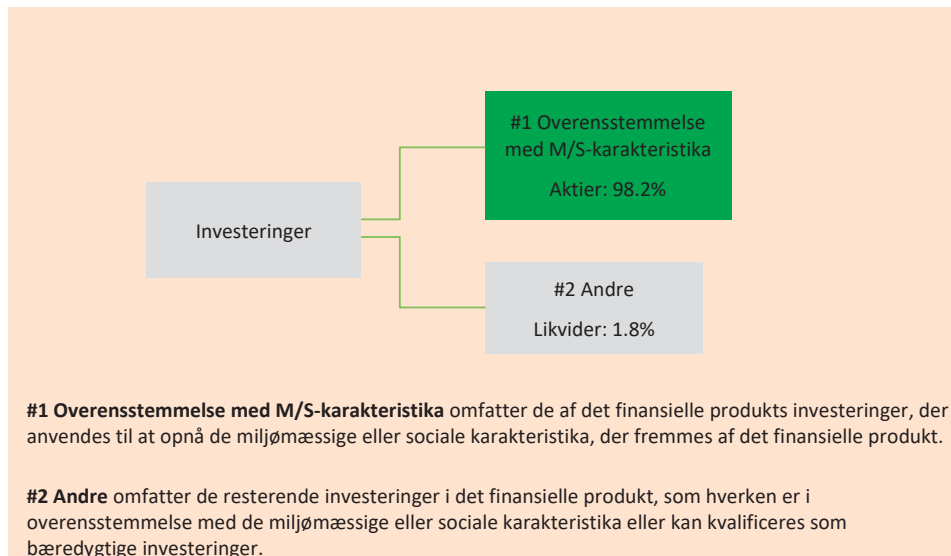 #1 Overensstemmelse
med M/S-karakteristika
Aktier: 98.2%
Investeringer
#2 Andre
Likvider: 1.8%
#1 Overensstemmelse med M/S-karakteristika omfatter de af det finansielle produkts investeringer, der
anvendes til at opnå de miljømæssige eller sociale karakteristika, der fremmes af det finansielle produkt.
#2 Andre omfatter de resterende investeringer i det finansielle produkt, som hverken er i
overensstemmelse med de miljømæssige eller sociale karakteristika eller kan kvalificeres som
bæredygtige investeringer.